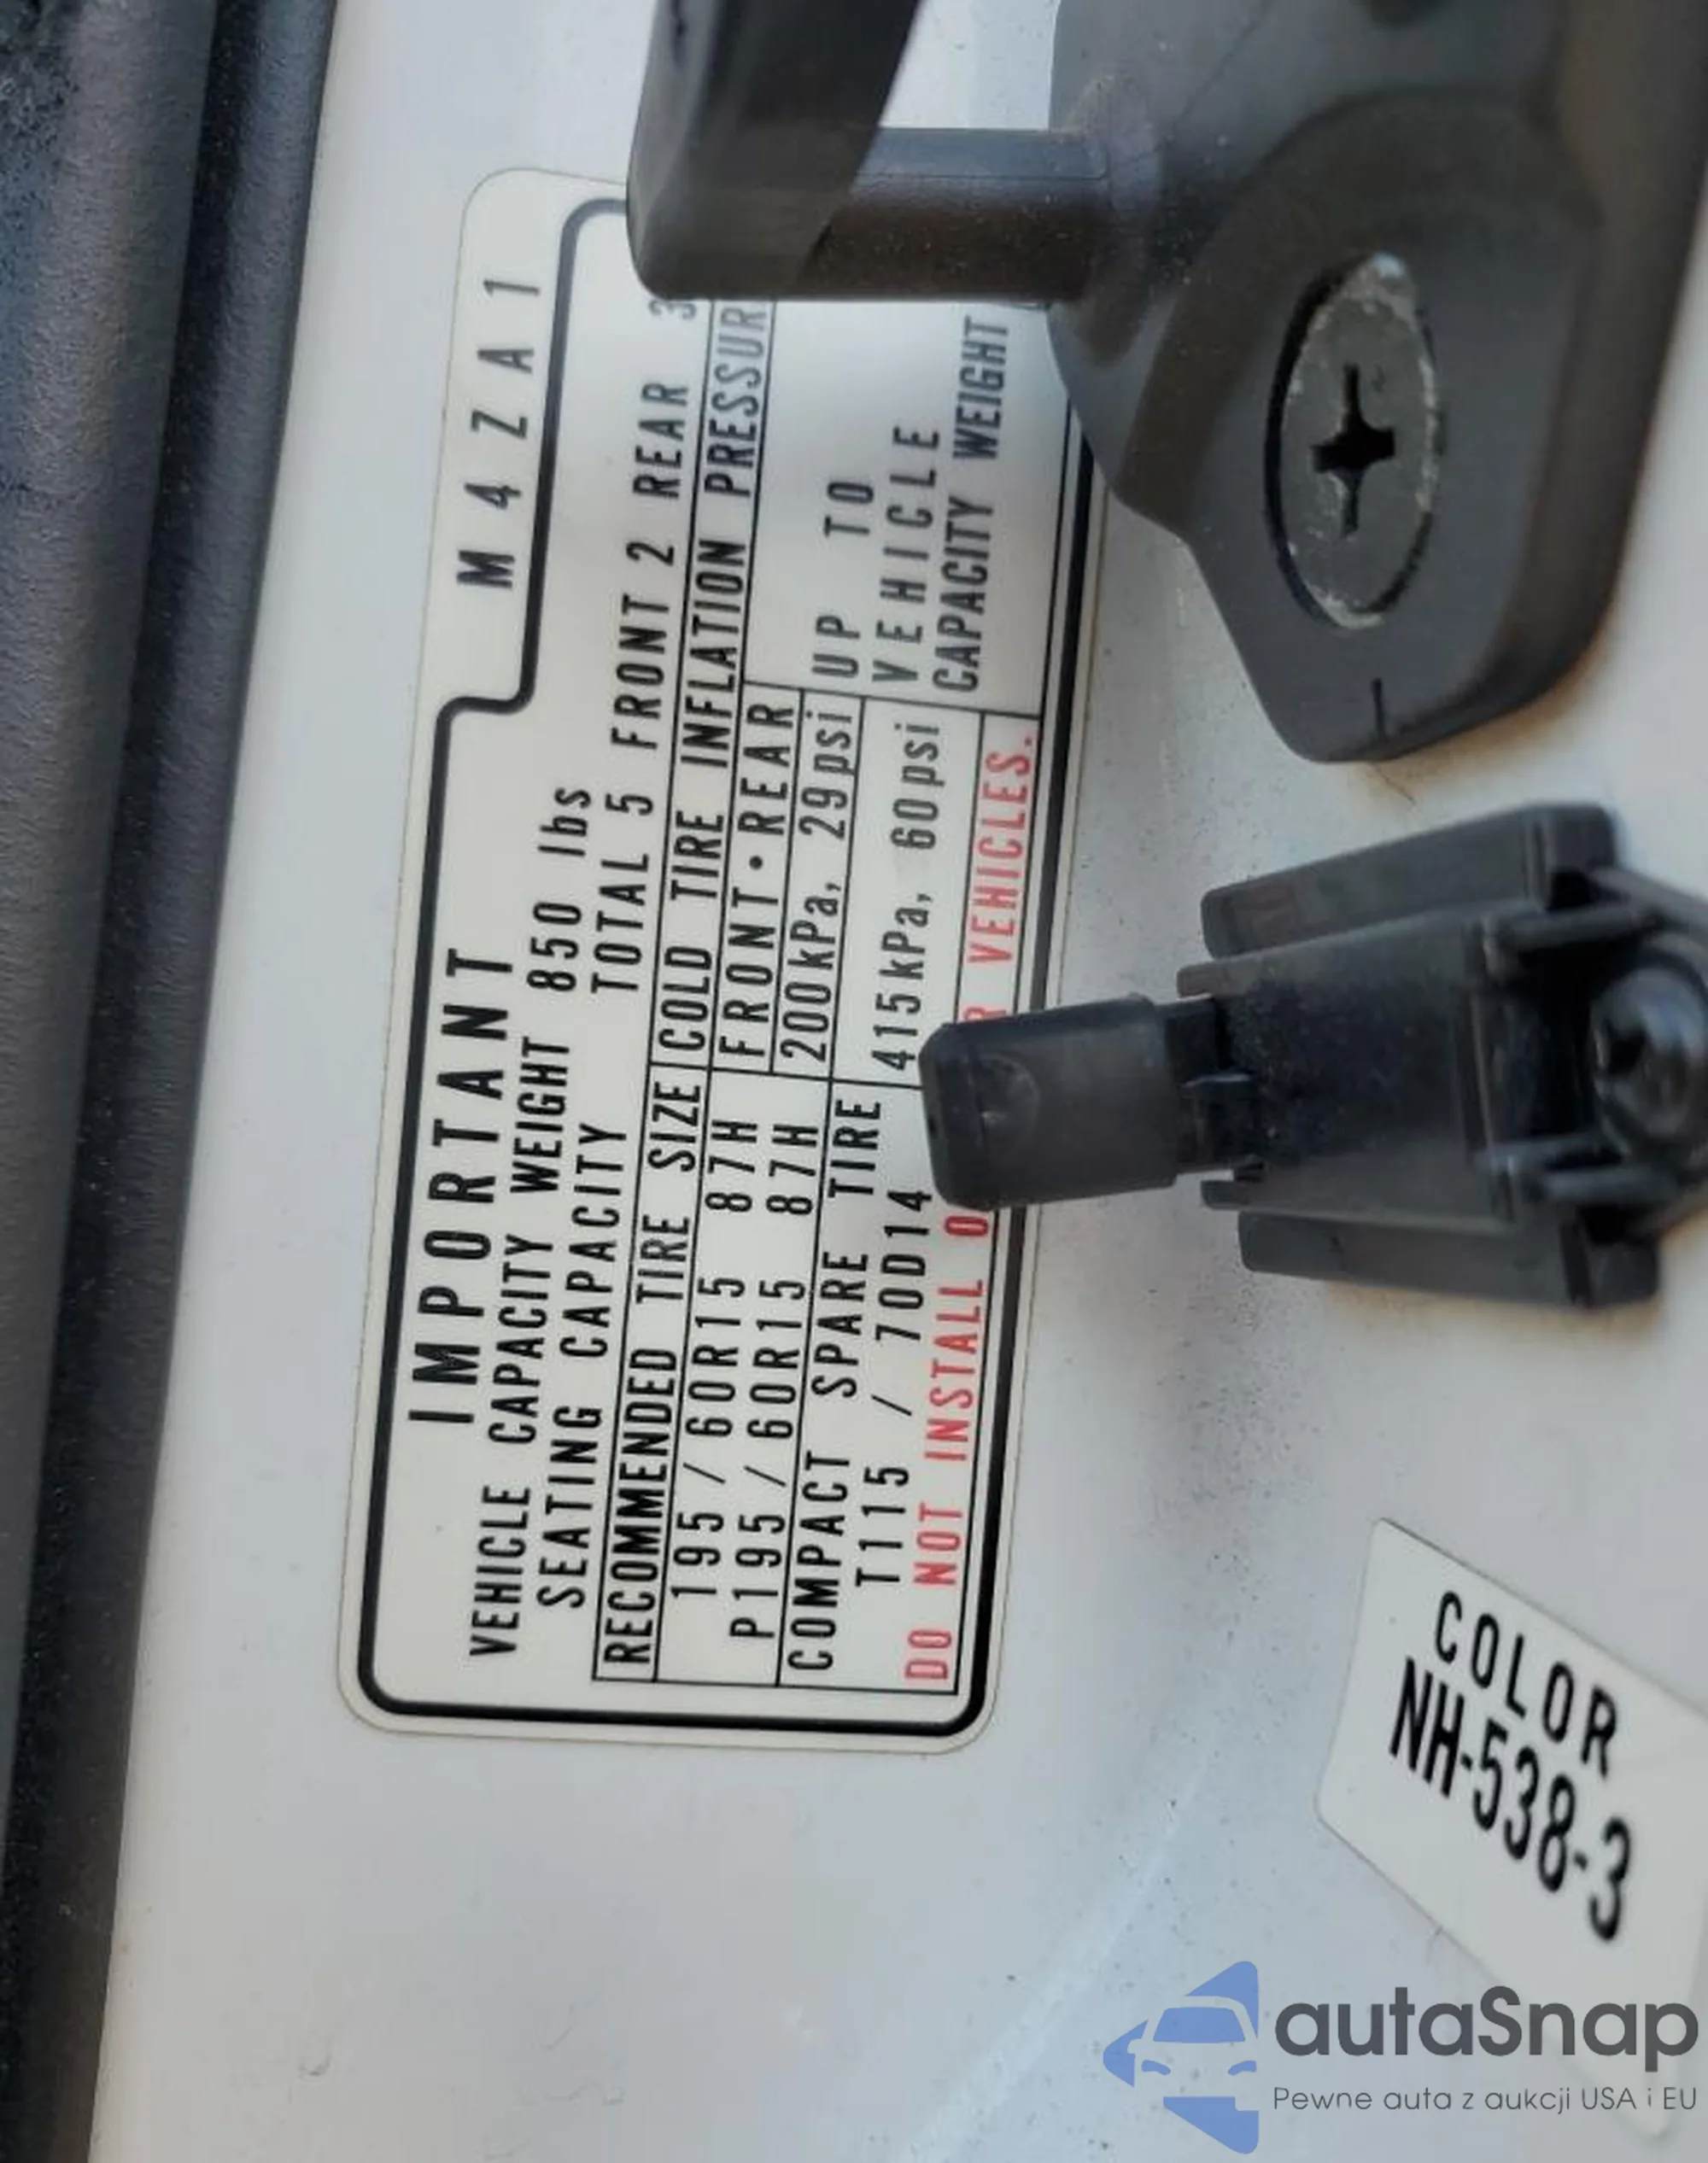 M4ZA1
IMPORTANT
VEHICLE CAPACITY WEIGHT 850 lbs
SEATING CAPACITY TOTAL 5 FRONT 2 REAR 3
RECOMMENDED TIRE SIZE COLD TIRE INFLATION PRESSUR
195/60R15 87H FRONT•REAR
P195/60R15 87H 200kPa, 29psi UP TO
COMPACT SPARE TIRE VEHICLE
T115/70D14 415kPa, 60psi CAPACITY WEIGHT
DO NOT INSTALL O R VEHICLES.
COLOR
NH-538-3
autaSnap
Pewne auta z aukcji USA i EU